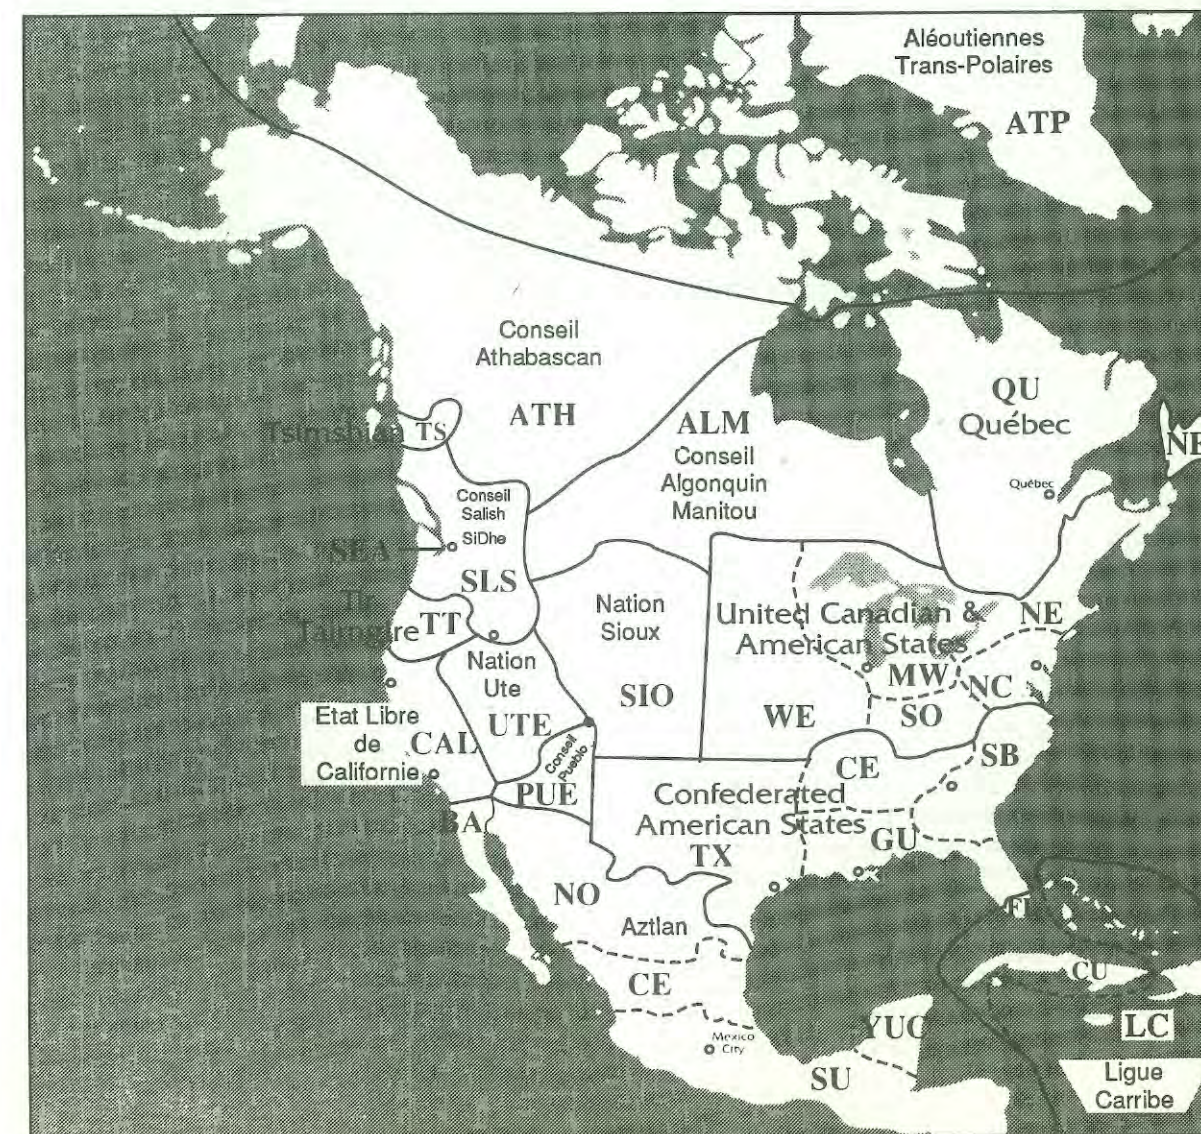 Aléoutiennes
Trans-Polaires
ATP
Conseil
Athabascan
ATH
ALM
Conseil
Algonquin
Manitou
QU
Québec
Québec
NE
Tsimshian TS
Conseil
Salish
SiDhe
SEA
SLS
Tir
TT
Nation
Ute
UTE
Nation
Sioux
SIO
United Canadian &
American States
NE
MW
NC
WE
SO
Etat Libre
de
Californie
CAL
Conseil
Pueblo
PUE
BA
CE
SB
Confederated
American States
TX
GU
NO
Aztlan
CE
Mexico
City
YUC
SU
CU
LC
Ligue
Carribe